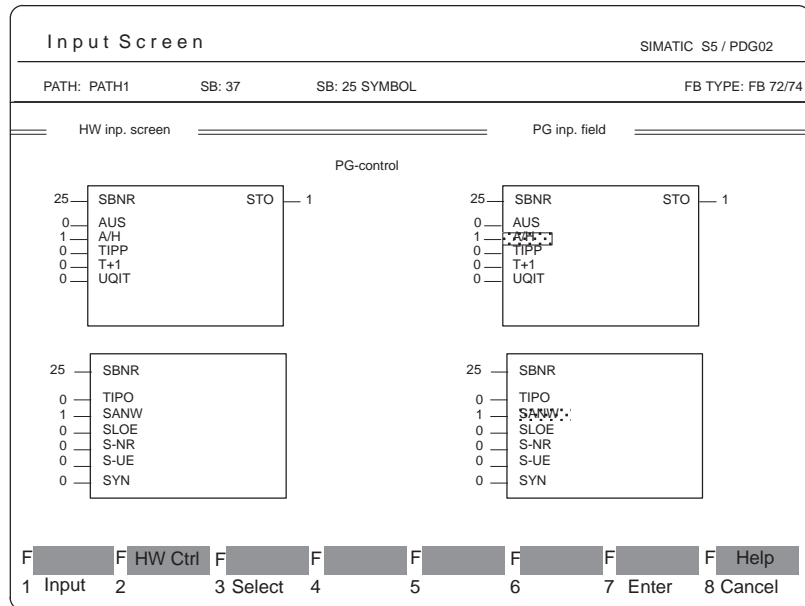 Input Screen
SIMATIC S5 / PDG02
PATH: PATH1 SB: 37 SB: 25 SYMBOL FB TYPE: FB 72/74
HW inp. screen PG inp. field
PG-control
25 SBNR STO 1
0 AUS
1 A/H
0 TIPP
0 T+1
0 UQIT
25 SBNR STO 1
0 AUS
1 A/H
0 TIPP
0 T+1
0 UQIT
25 SBNR
0 TIPO
1 SANW
0 SLOE
0 S-NR
0 S-UE
0 SYN
25 SBNR
0 TIPO
1 SANW
0 SLOE
0 S-NR
0 S-UE
0 SYN
F F HW Ctrl F F F F F F Help
1 Input 2 3 Select 4 5 6 7 Enter 8 Cancel